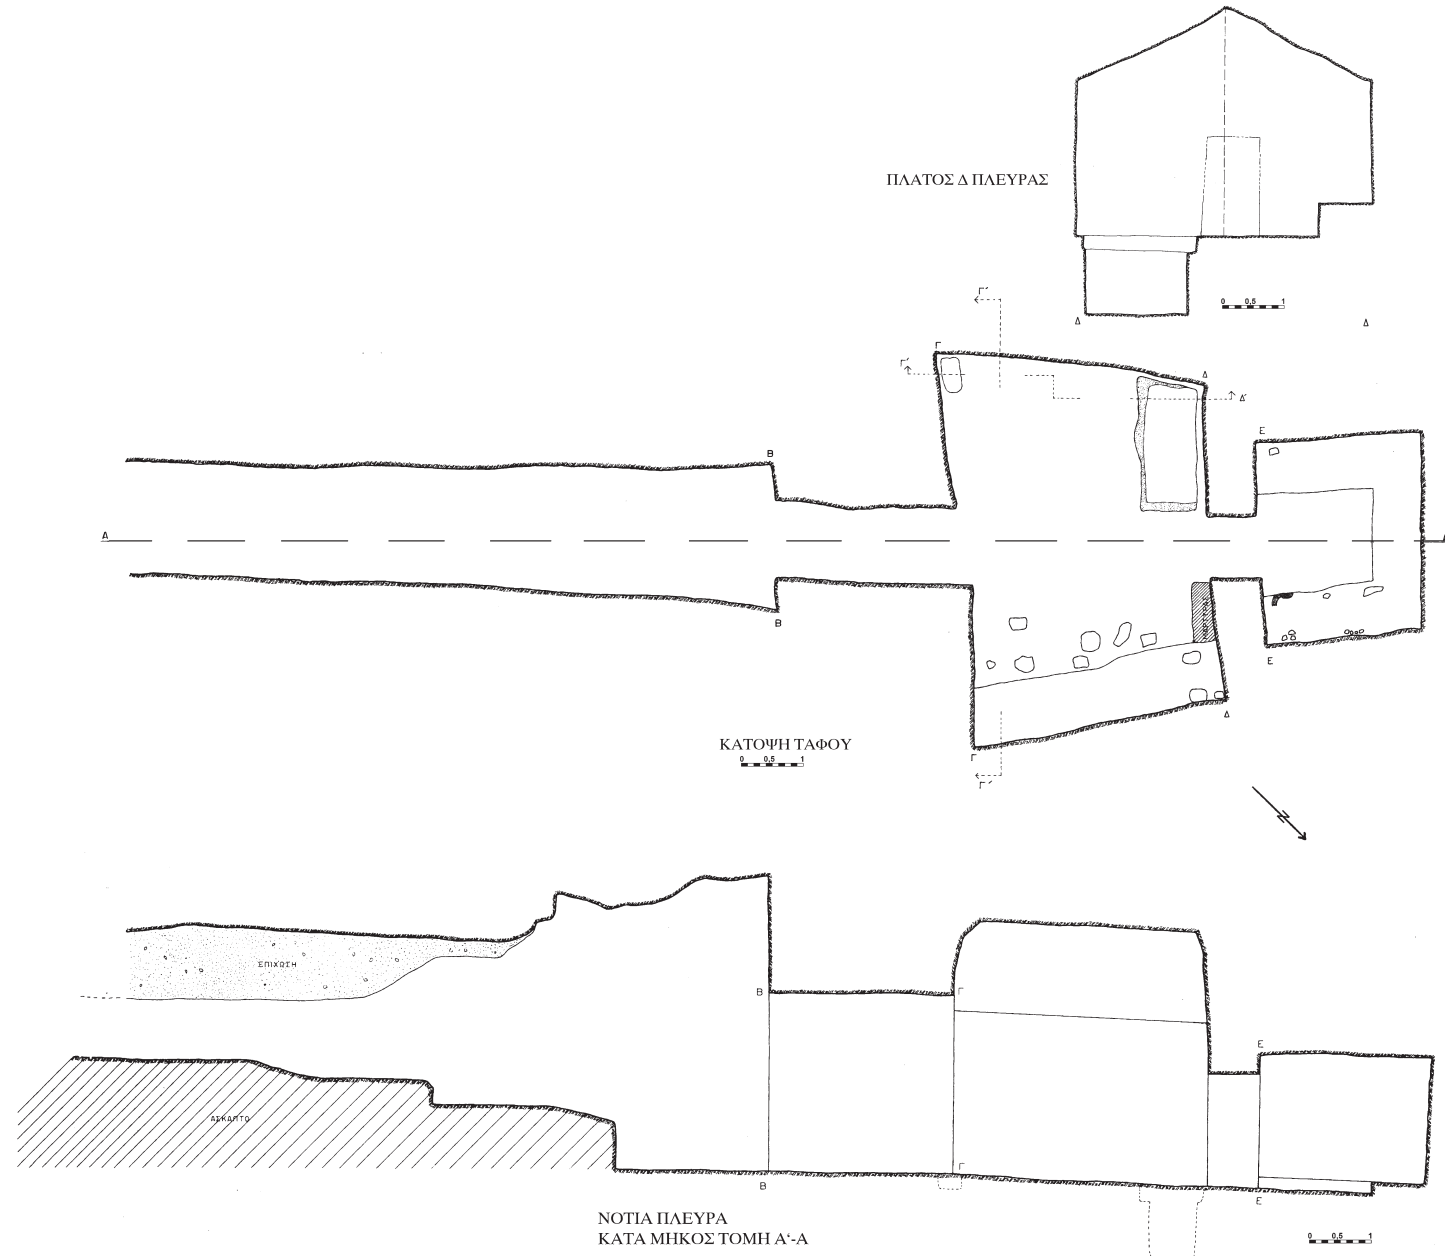 ΠΛΑΤΟΣ Δ ΠΛΕΥΡΑΣ
0 0,5 1
Δ Δ
Γ΄
Γ
Γ΄ Δ
Δ΄
Ε
Β
Α
Β
Ε
Δ
ΚΑΤΟΨΗ ΤΑΦΟΥ
0 0,5 1
Γ
Γ΄
Ν
ΕΠΙΧΩΣΗ
Β Γ
Ε
ΑΣΚΑΠΤΟ
Γ
Β
Ε
ΝΟΤΙΑ ΠΛΕΥΡΑ
ΚΑΤΑ ΜΗΚΟΣ ΤΟΜΗ Α‘-Α
0 0,5 1